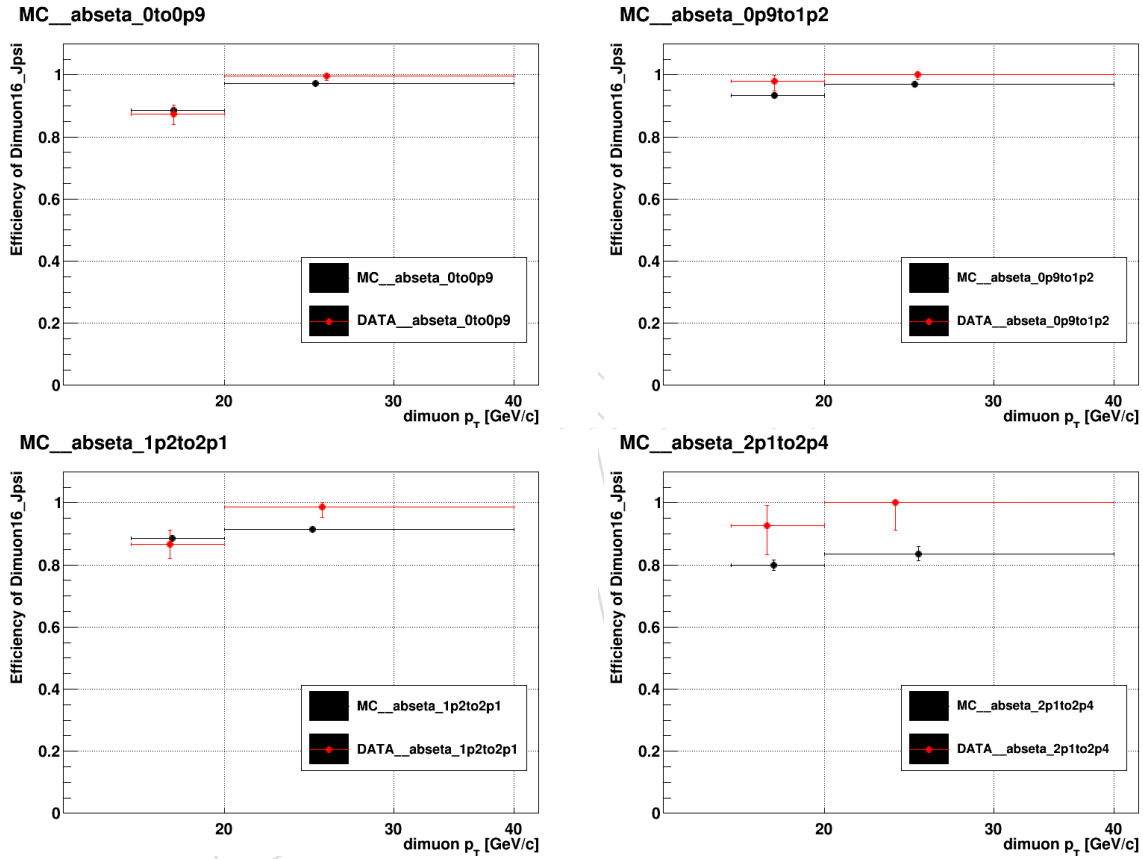 MC__abseta_0to0p9
Efficiency of Dimuon16_Jpsi
1
0.8
0.6
0.4
0.2
0
MC__abseta_0to0p9
DATA__abseta_0to0p9
20
30
40
dimuon p_T [GeV/c]
MC__abseta_0p9to1p2
Efficiency of Dimuon16_Jpsi
1
0.8
0.6
0.4
0.2
0
MC__abseta_0p9to1p2
DATA__abseta_0p9to1p2
20
30
40
dimuon p_T [GeV/c]
MC__abseta_1p2to2p1
Efficiency of Dimuon16_Jpsi
1
0.8
0.6
0.4
0.2
0
MC__abseta_1p2to2p1
DATA__abseta_1p2to2p1
20
30
40
dimuon p_T [GeV/c]
MC__abseta_2p1to2p4
Efficiency of Dimuon16_Jpsi
1
0.8
0.6
0.4
0.2
0
MC__abseta_2p1to2p4
DATA__abseta_2p1to2p4
20
30
40
dimuon p_T [GeV/c]